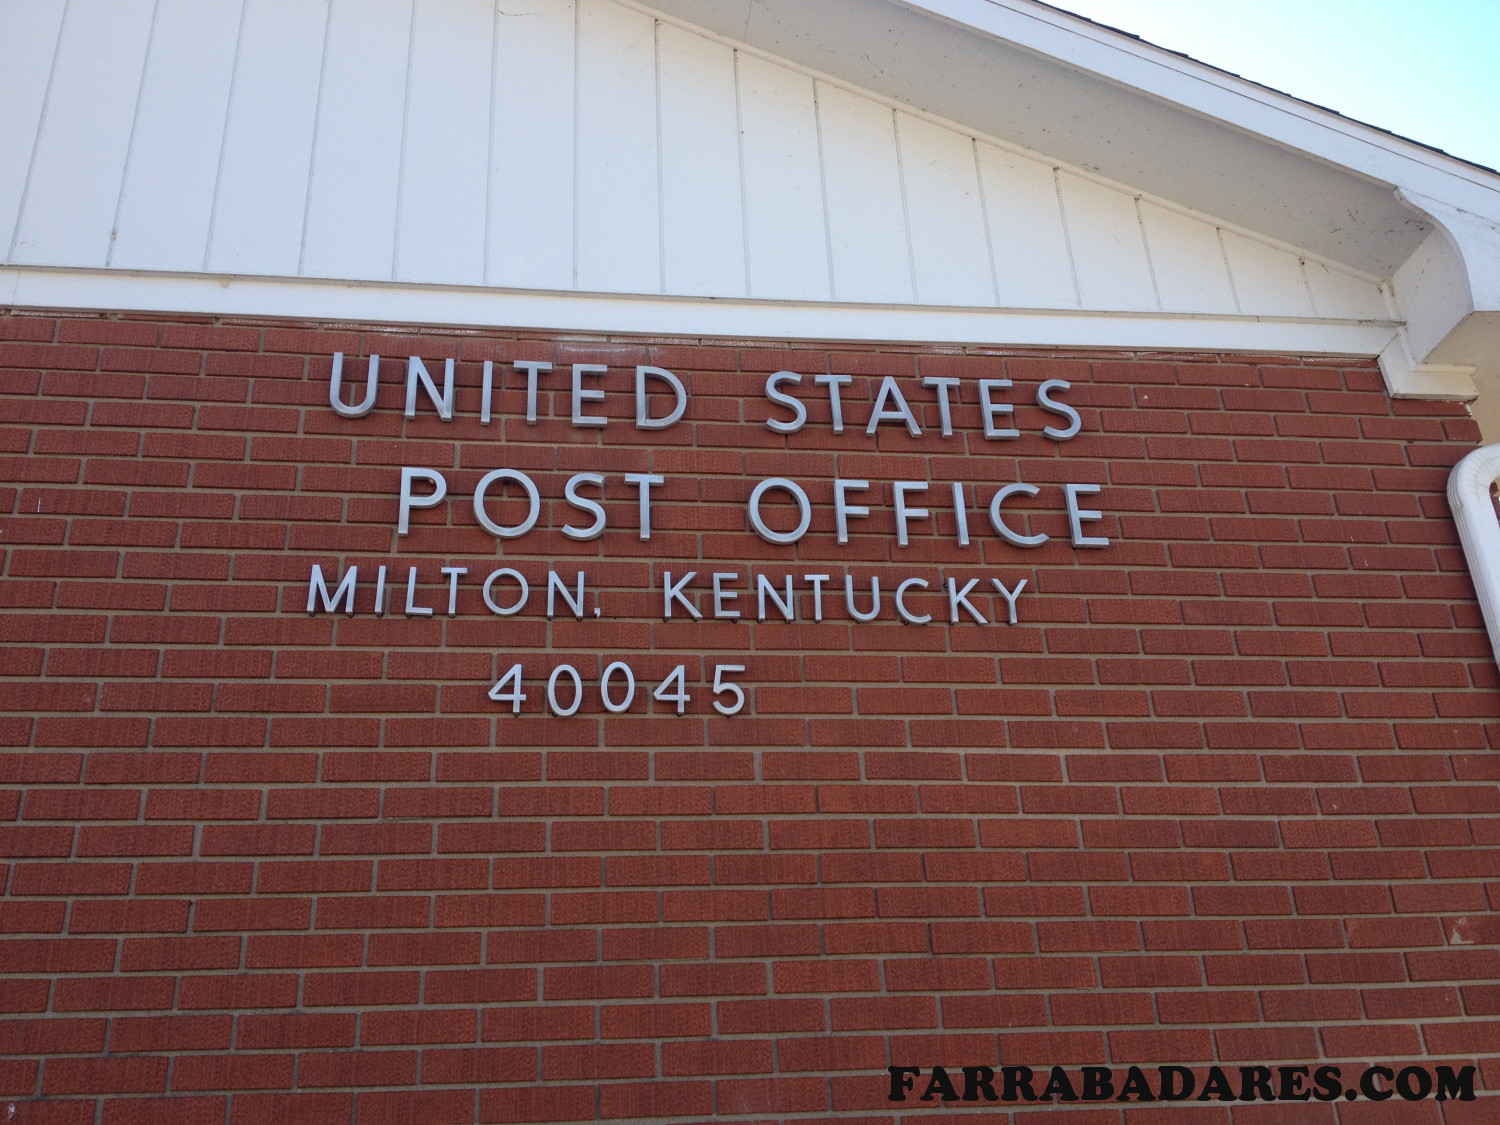 UNITED STATES
POST OFFICE
MILTON, KENTUCKY
40045
FARRABADARES.COM